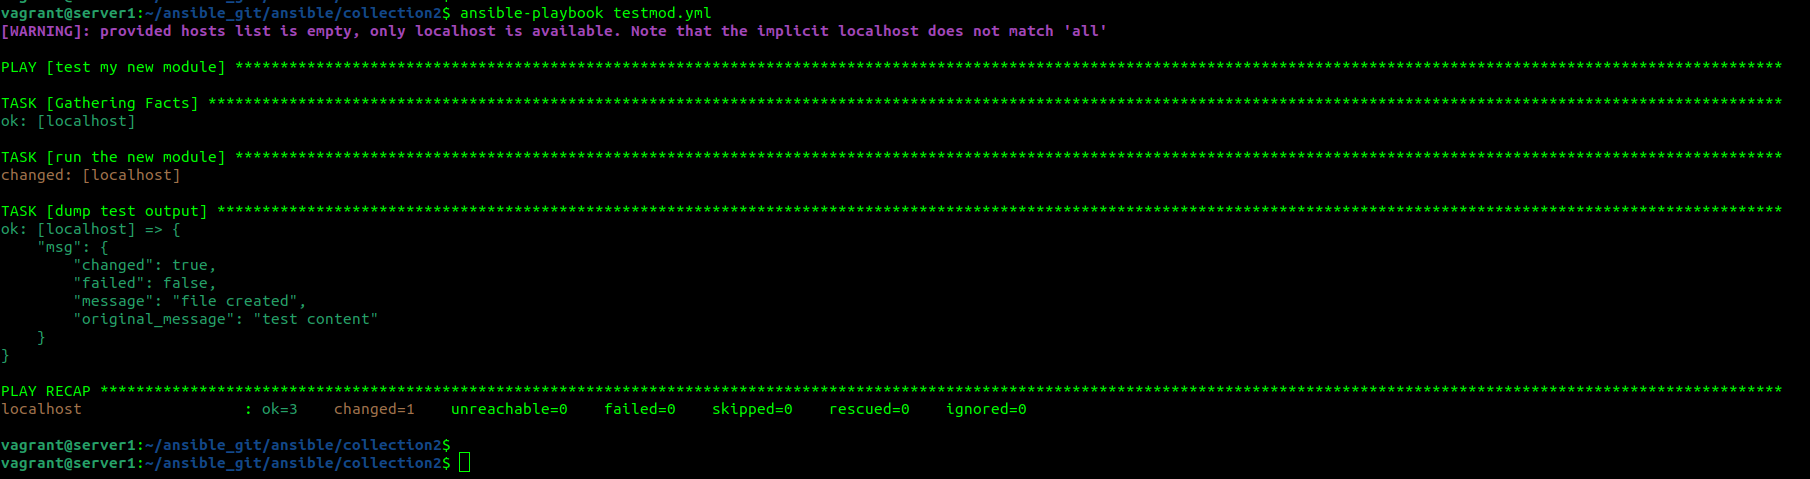 vagrant@server1:~/ansible_git/ansible/collection2$ ansible-playbook testmod.yml
[WARNING]: provided hosts list is empty, only localhost is available. Note that the implicit localhost does not match 'all'
PLAY [test my new module] ****************************************************************************************************************************************************************************
TASK [Gathering Facts] *******************************************************************************************************************************************************************************
ok: [localhost]
TASK [run the new module] ****************************************************************************************************************************************************************************
changed: [localhost]
TASK [dump test output] ******************************************************************************************************************************************************************************
ok: [localhost] => {
    "msg": {
        "changed": true,
        "failed": false,
        "message": "file created",
        "original_message": "test content"
    }
}
PLAY RECAP *******************************************************************************************************************************************************************************************
localhost                  : ok=3    changed=1    unreachable=0    failed=0    skipped=0    rescued=0    ignored=0
vagrant@server1:~/ansible_git/ansible/collection2$
vagrant@server1:~/ansible_git/ansible/collection2$